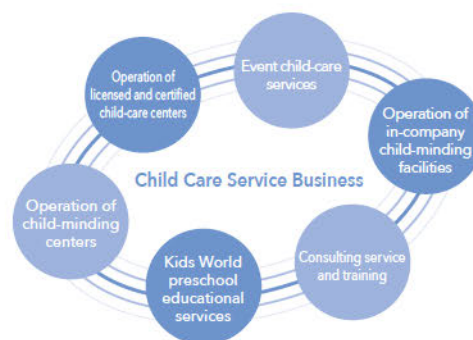 Event child-care
services
Operation of
licensed and certified
child-care centers
Operation of
in-company
child-minding
facilities
Child Care Service Business
Operation of
child-minding
centers
Consulting service
and training
Kids World
preschool
educational
services